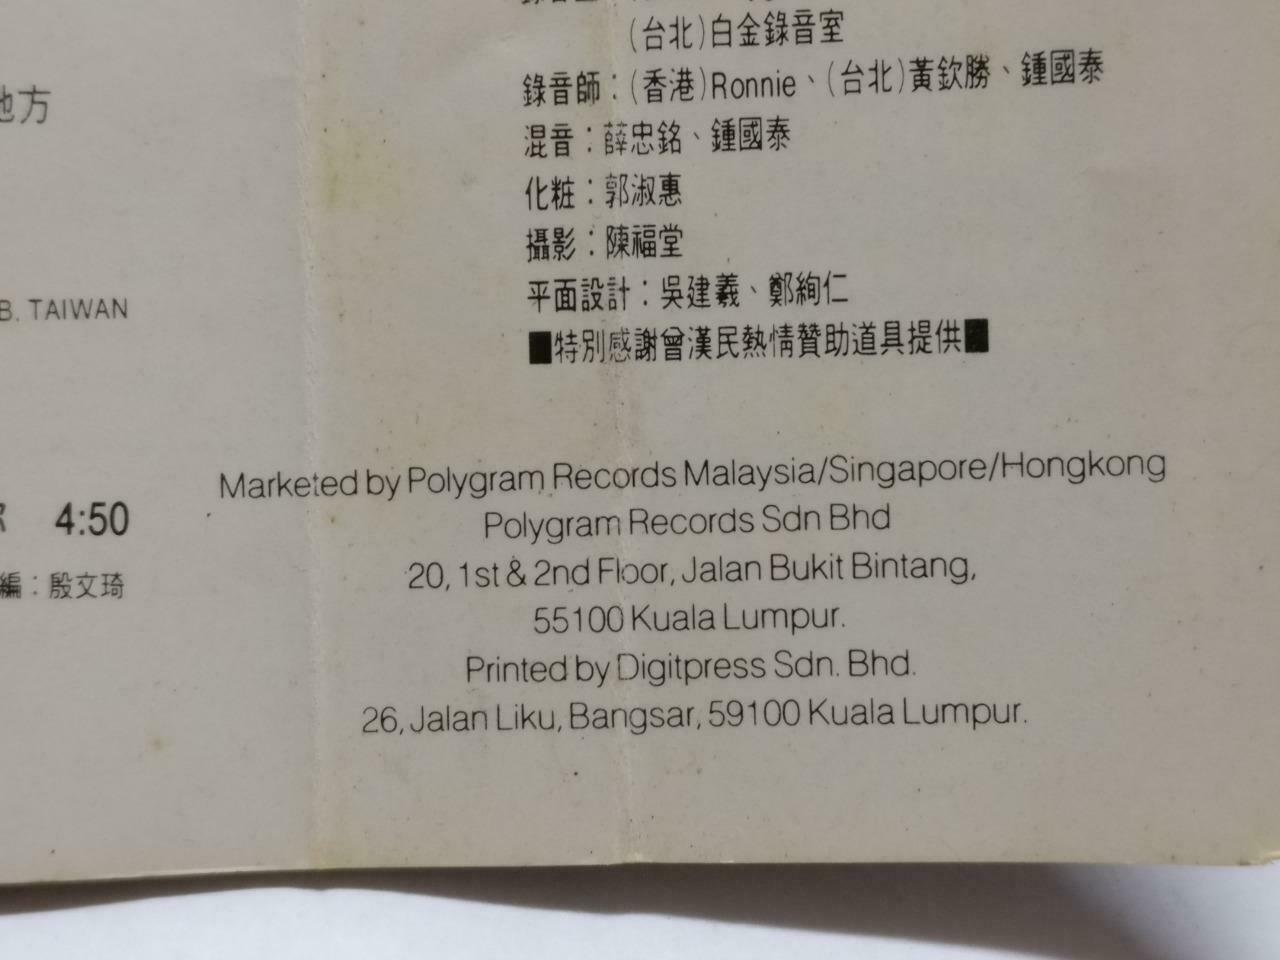 地方
B. TAIWAN
4:50
編：殷文琦
(台北)白金錄音室
錄音師：(香港)Ronnie、(台北)黃欽勝、鍾國泰
混音：薛忠銘、鍾國泰
化粧：郭淑惠
攝影：陳福堂
平面設計：吳建羲、鄭絢仁
■特別感謝曾漢民熱情贊助道具提供■
Marketed by Polygram Records Malaysia/Singapore/Hongkong
Polygram Records Sdn Bhd
20, 1st & 2nd Floor, Jalan Bukit Bintang,
55100 Kuala Lumpur.
Printed by Digitpress Sdn. Bhd.
26, Jalan Liku, Bangsar, 59100 Kuala Lumpur.